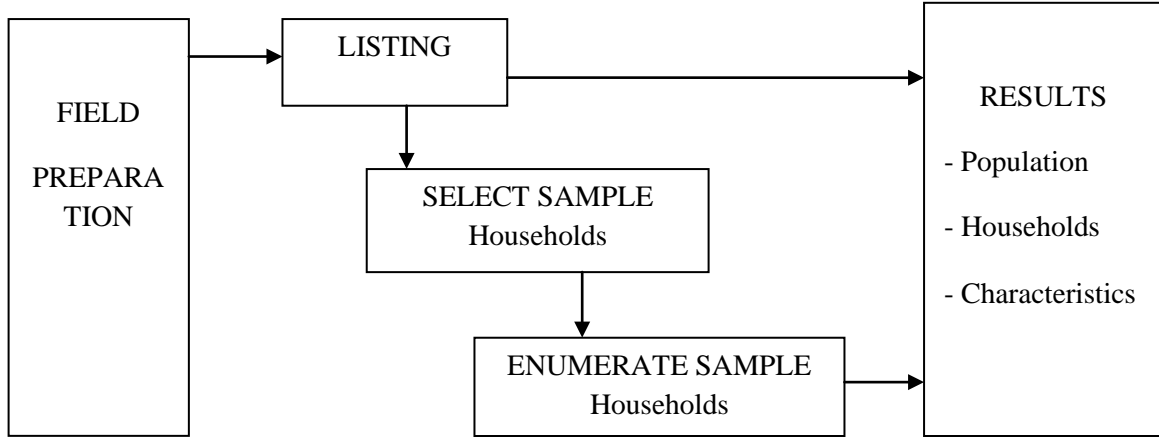 FIELD
PREPARA
TION
LISTING
SELECT SAMPLE
Households
ENUMERATE SAMPLE
Households
RESULTS
- Population
- Households
- Characteristics